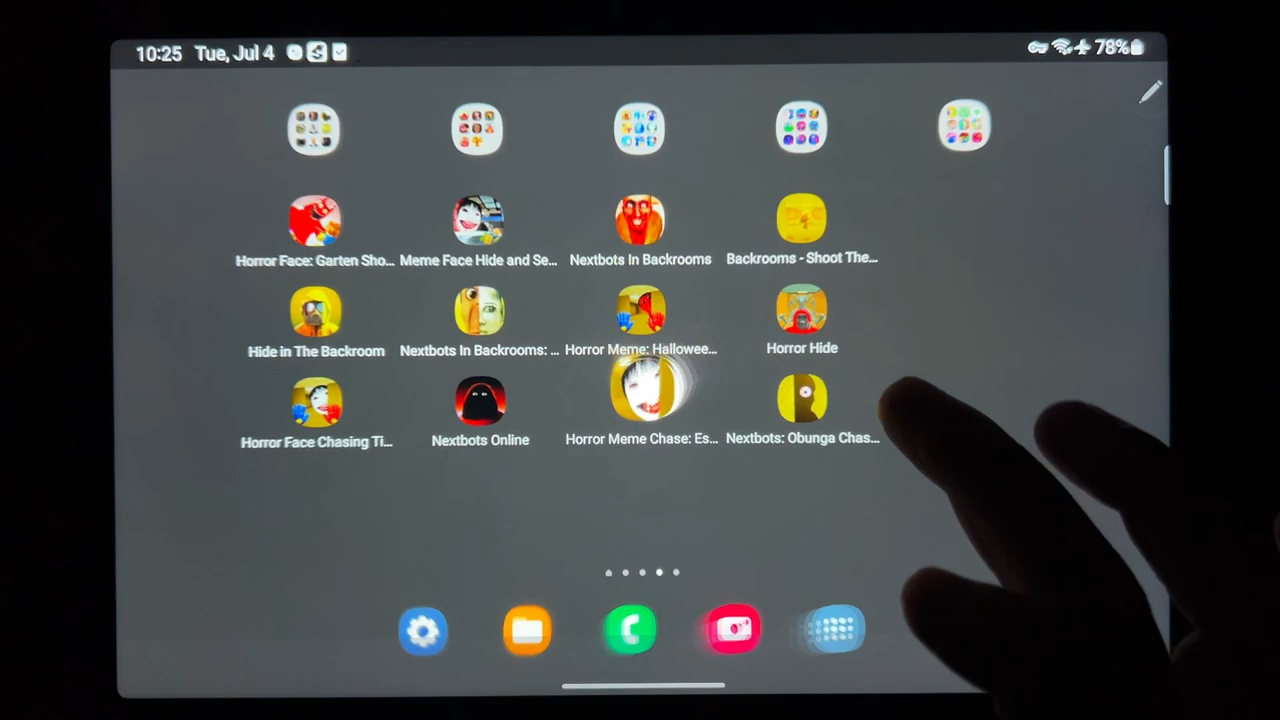 10:25 Tue, Jul 4
78%
Horror Face: Garten Sho...
Meme Face Hide and Se...
Nextbots In Backrooms
Backrooms - Shoot The...
Hide in The Backroom
Nextbots In Backrooms: ...
Horror Meme: Hallowee...
Horror Hide
Horror Face Chasing Ti...
Nextbots Online
Horror Meme Chase: Es...
Nextbots: Obunga Chas...